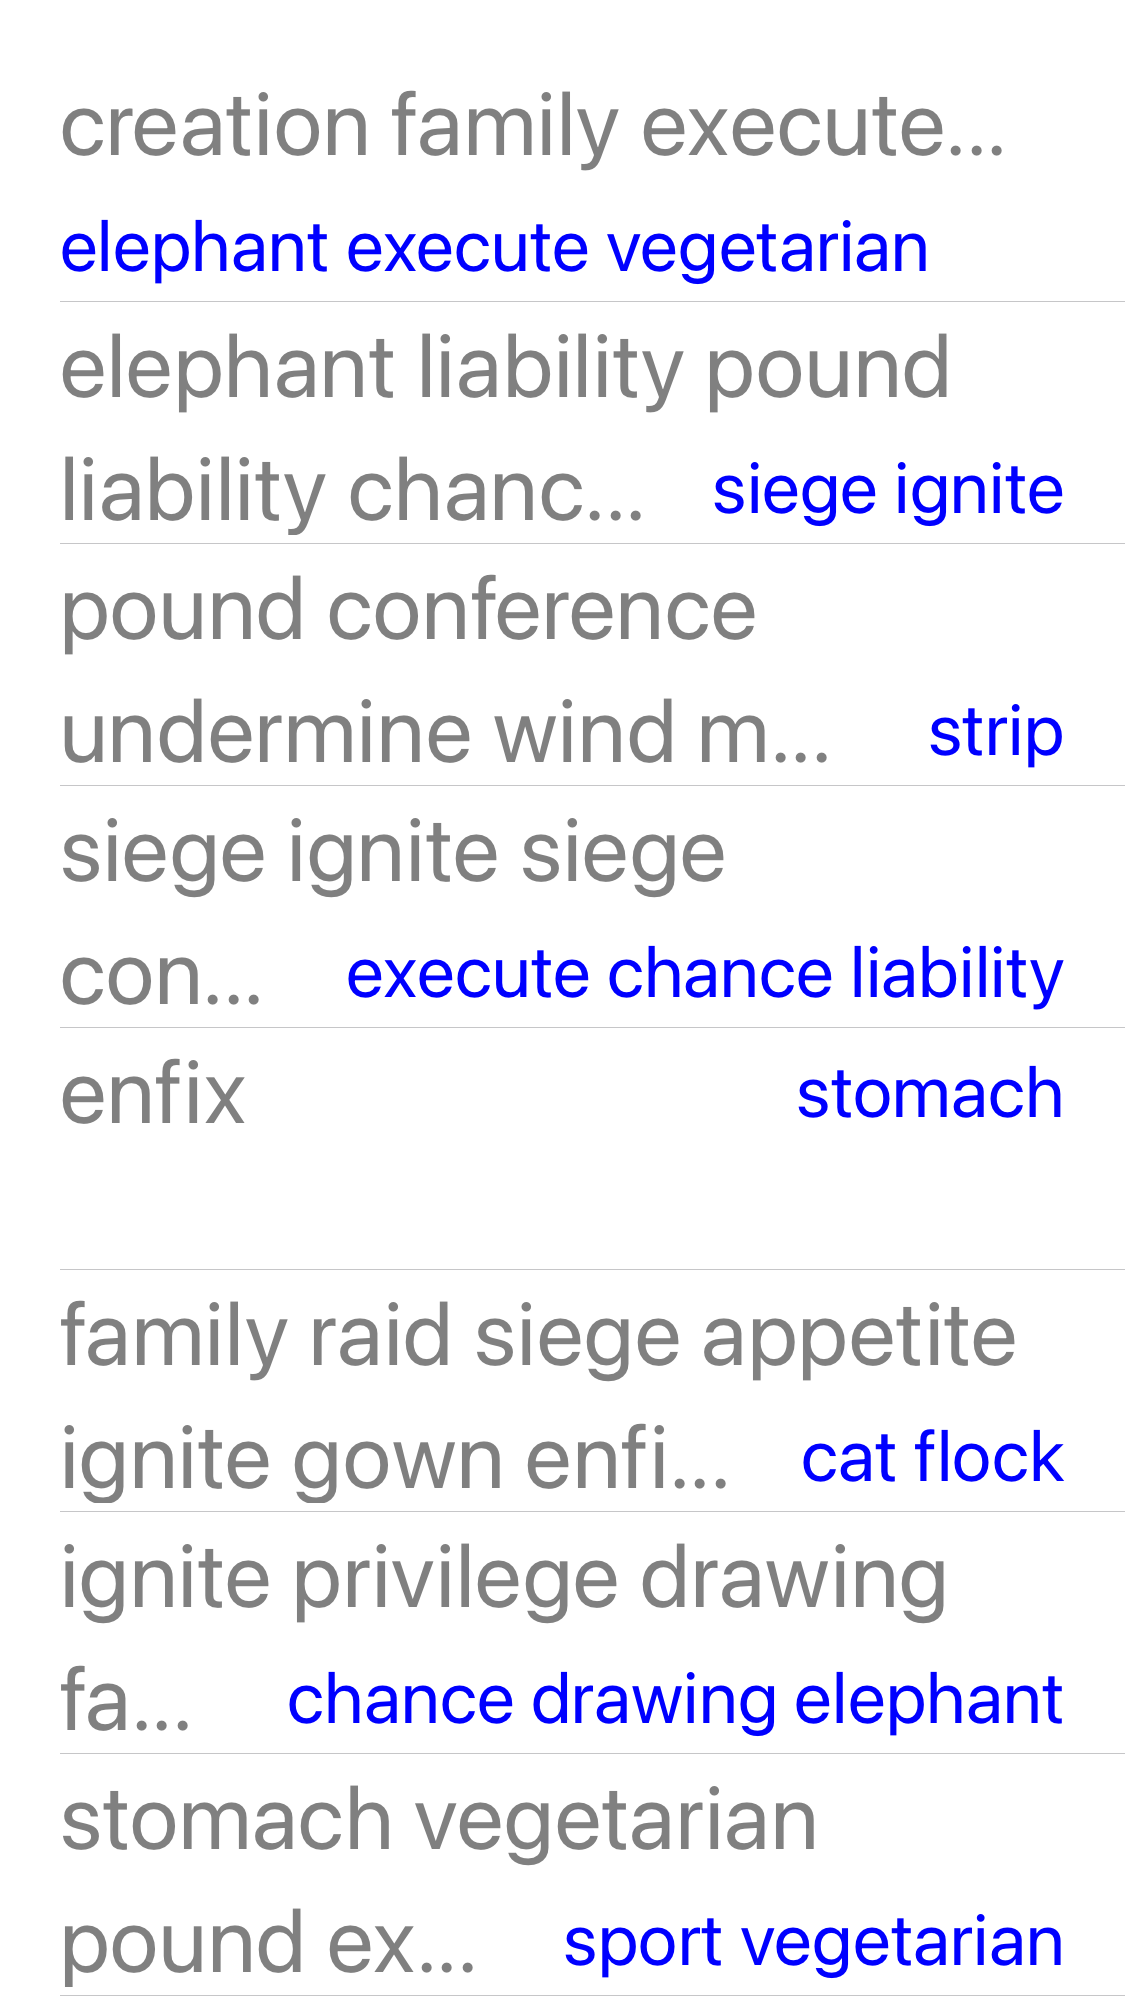 creation family execute...
elephant execute vegetarian
elephant liability pound
liability chanc... siege ignite
pound conference
undermine wind m... strip
siege ignite siege
con... execute chance liability
enfix stomach
family raid siege appetite
ignite gown enfi... cat flock
ignite privilege drawing
fa... chance drawing elephant
stomach vegetarian
pound ex... sport vegetarian